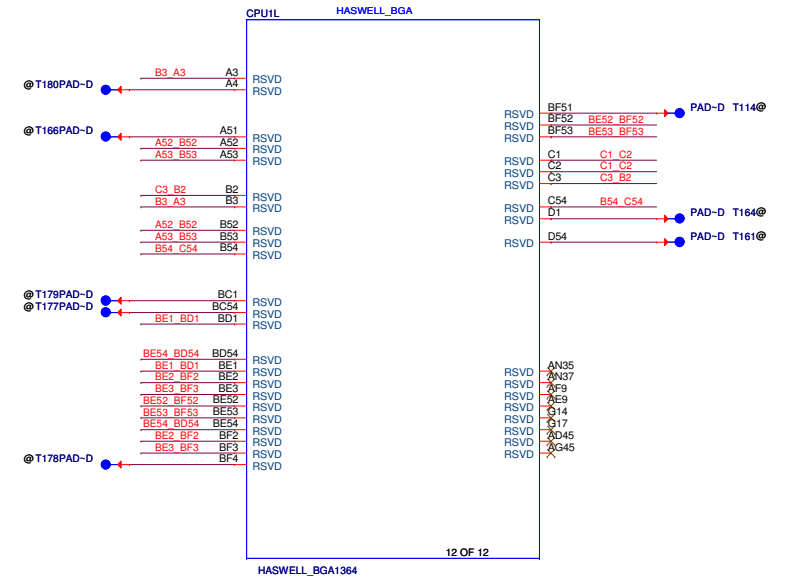 CPU1L
HASWELL_BGA
B3_A3 A3 RSVD
@T180PAD~D A4 RSVD
@T166PAD~D A51 RSVD
A52_B52 A52 RSVD
A53_B53 A53 RSVD
C3_B2 B2 RSVD
B3_A3 B3 RSVD
A52_B52 B52 RSVD
A53_B53 B53 RSVD
B54_C54 B54 RSVD
@T179PAD~D BC1 RSVD
@T177PAD~D BC54 RSVD
BE1_BD1 BD1 RSVD
BE54_BD54 BD54 RSVD
BE1_BD1 BE1 RSVD
BE2_BF2 BE2 RSVD
BE3_BF3 BE3 RSVD
BE52_BF52 BE52 RSVD
BE53_BF53 BE53 RSVD
BE54_BD54 BE54 RSVD
BE2_BF2 BF2 RSVD
BE3_BF3 BF3 RSVD
@T178PAD~D BF4 RSVD
RSVD BF51 PAD~D T114@
RSVD BF52 BE52_BF52
RSVD BF53 BE53_BF53
RSVD C1 C1_C2
RSVD C2 C1_C2
RSVD C3 C3_B2
RSVD C54 B54_C54
RSVD D1 PAD~D T164@
RSVD D54 PAD~D T161@
RSVD AN35
RSVD AN37
RSVD AF9
RSVD AE9
RSVD G14
RSVD G17
RSVD AD45
RSVD AG45
12 OF 12
HASWELL_BGA1364